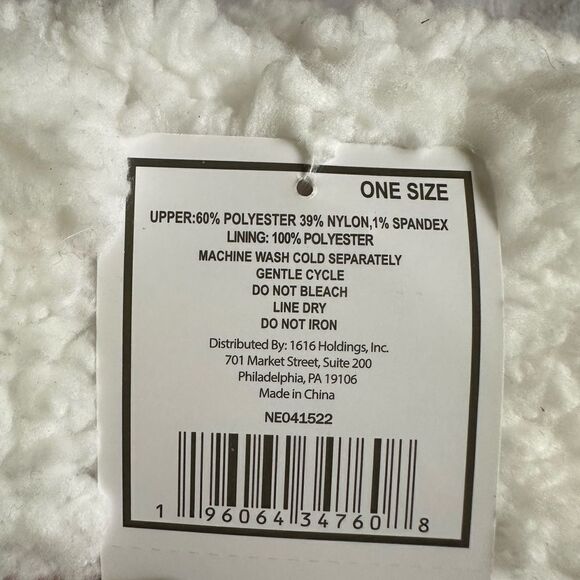 ONE SIZE
UPPER:60% POLYESTER 39% NYLON,1% SPANDEX
LINING: 100% POLYESTER
MACHINE WASH COLD SEPARATELY
GENTLE CYCLE
DO NOT BLEACH
LINE DRY
DO NOT IRON
Distributed By: 1616 Holdings, Inc.
701 Market Street, Suite 200
Philadelphia, PA 19106
Made in China
NE041522
1 96064 34760 8